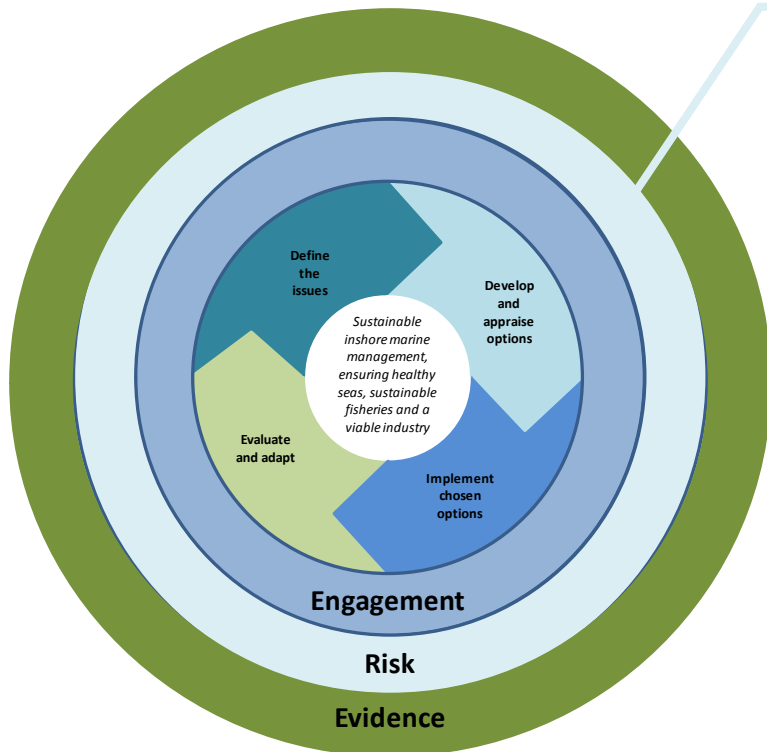 Define
the
issues
Develop
and
appraise
options
Sustainable
inshore marine
management,
ensuring healthy
seas, sustainable
fisheries and a
viable industry
Evaluate
and adapt
Implement
chosen
options
Engagement
Risk
Evidence